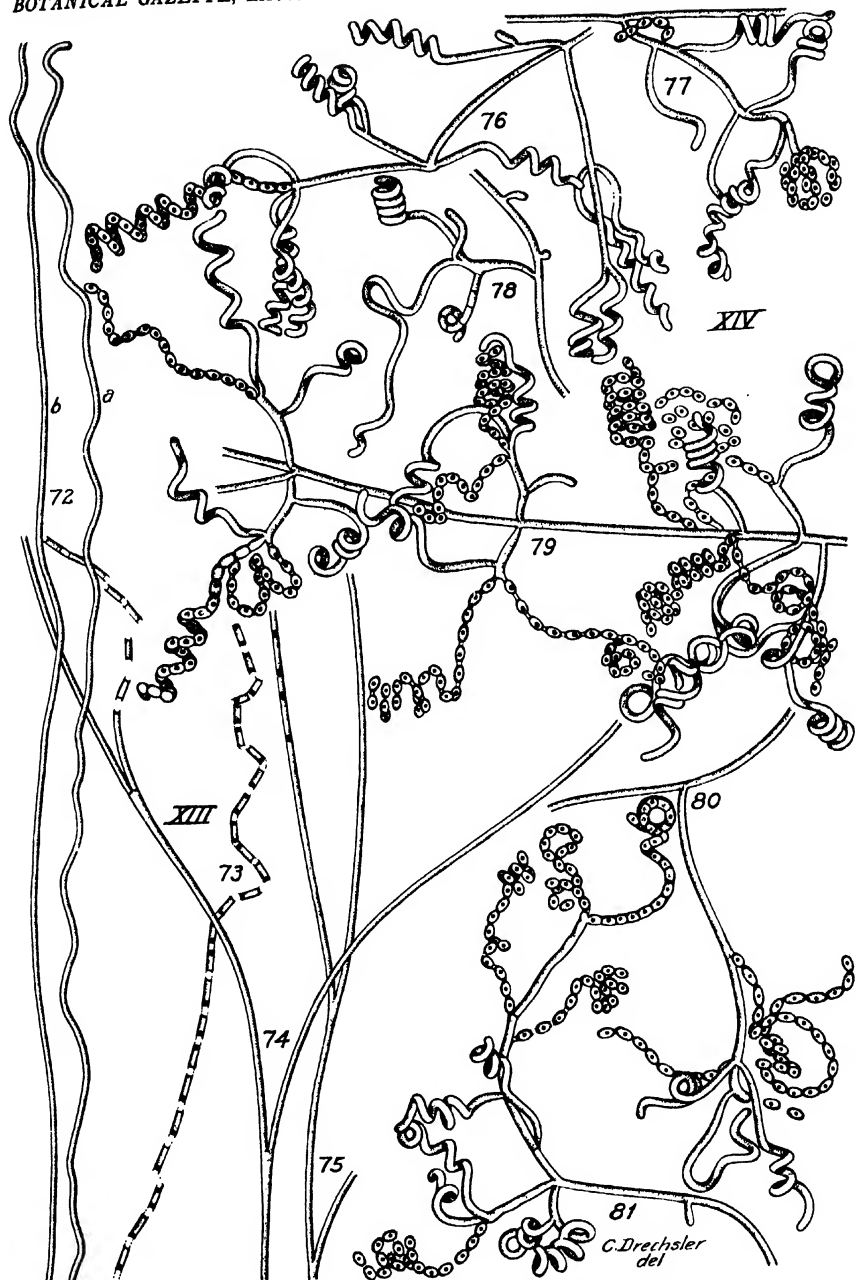 BOTANICAL GAZETTE,
76
77
78
XIV
b
a
72
79
XIII
73
80
74
75
81
C. Drechsler
del